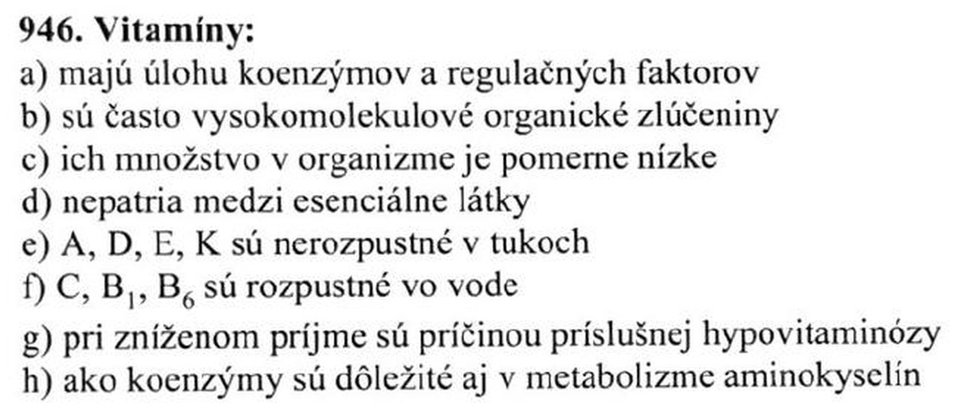 946. Vitamíny:
a) majú úlohu koenzýmov a regulačných faktorov
b) sú často vysokomolekulové organické zlúčeniny
c) ich množstvo v organizme je pomerne nízke
d) nepatria medzi esenciálne látky
e) A, D, E, K sú nerozpustné v tukoch
f) C, B₁, B₆ sú rozpustné vo vode
g) pri zníženom príjme sú príčinou príslušnej hypovitaminózy
h) ako koenzýmy sú dôležité aj v metabolizme aminokyselín